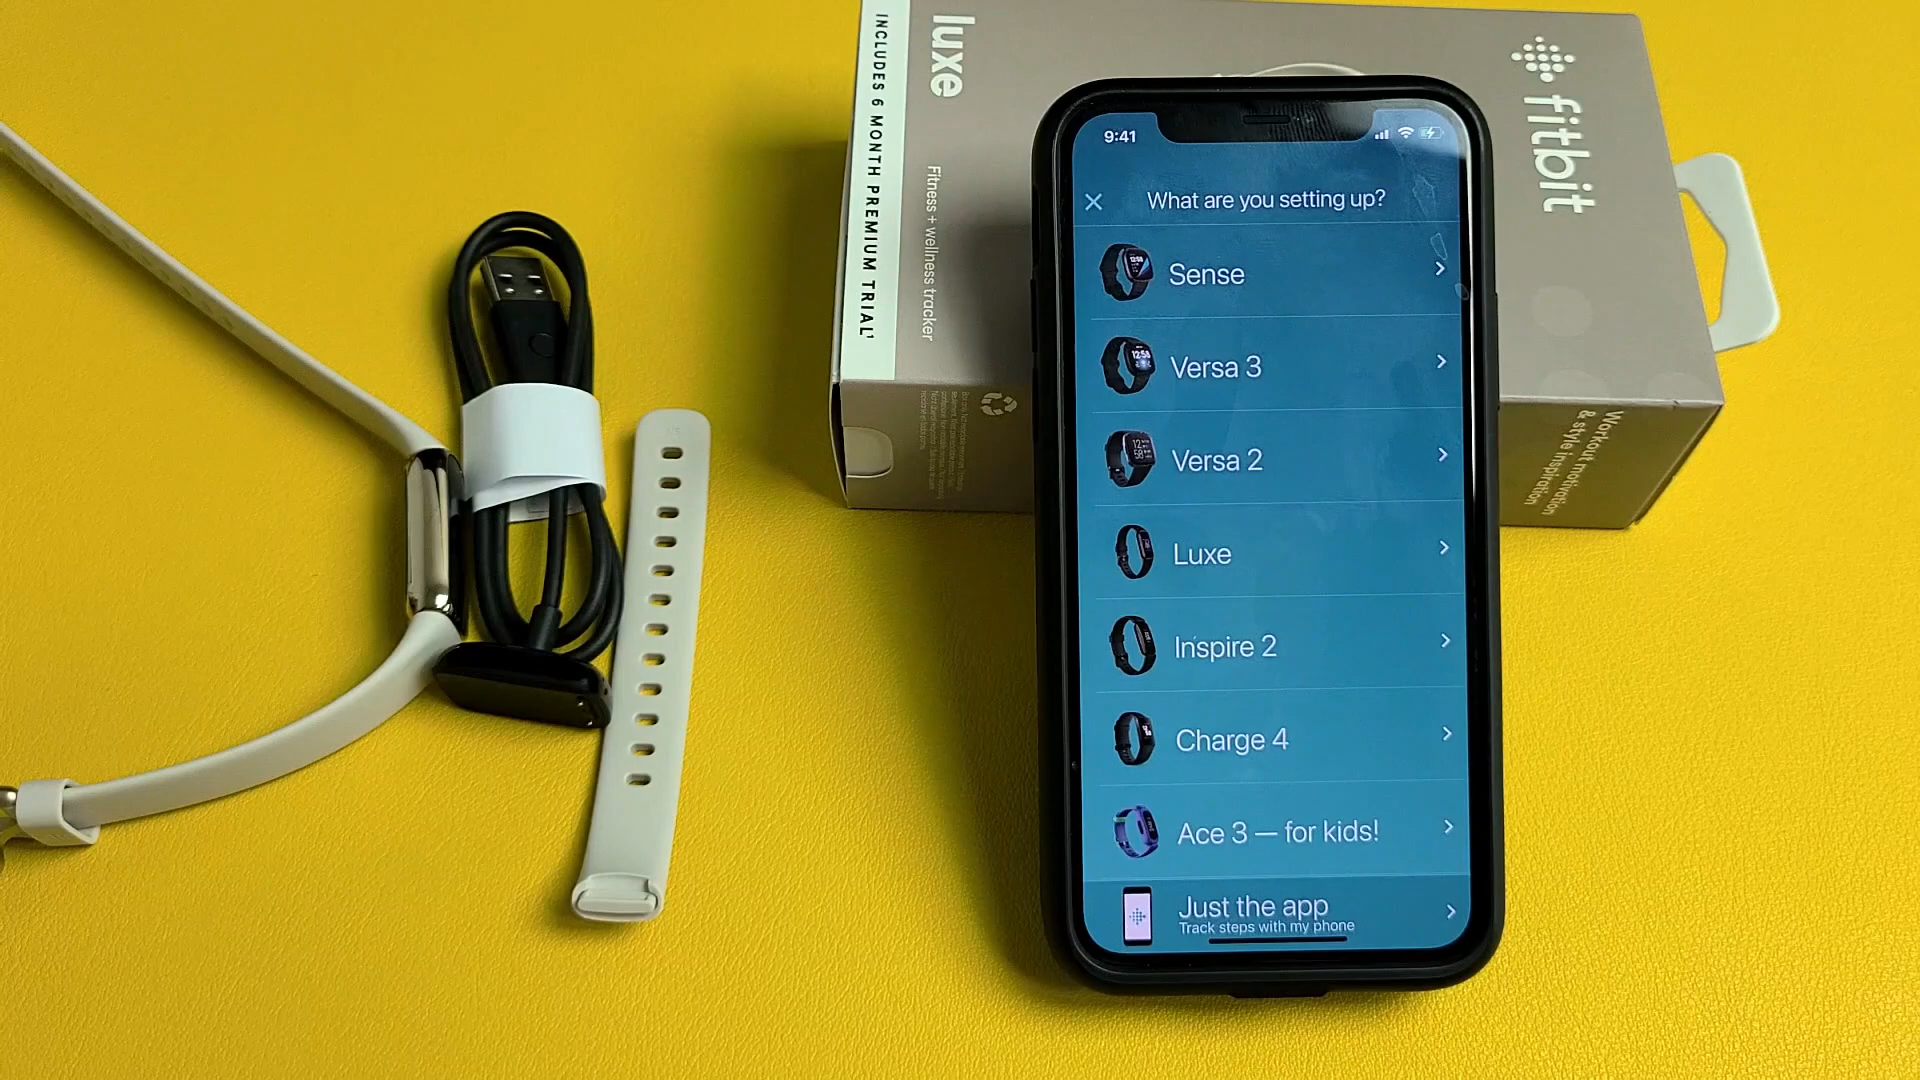 INCLUDES 6 MONTH PREMIUM TRIAL¹
luxe
Fitness + wellness tracker
fitbit
Workout motivation
& style inspiration
9:41
What are you setting up?
Sense
Versa 3
Versa 2
Luxe
Inspire 2
Charge 4
Ace 3 — for kids!
Just the app
Track steps with my phone